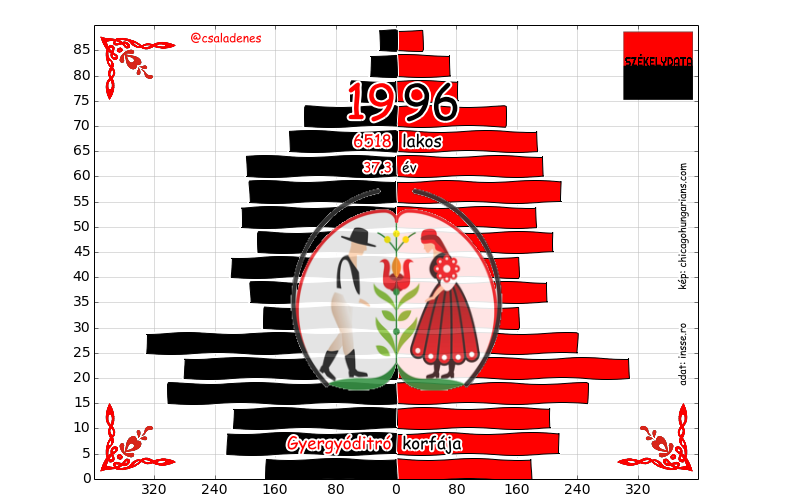 @csaladenes
SZÉKELYDATA
1996
6518 lakos
37.3 év
kép: chicagohungarians.com
adat: insse.ro
Gyergyóditró korfája
85
80
75
70
65
60
55
50
45
40
35
30
25
20
15
10
5
0
320 240 160 80 0 80 160 240 320